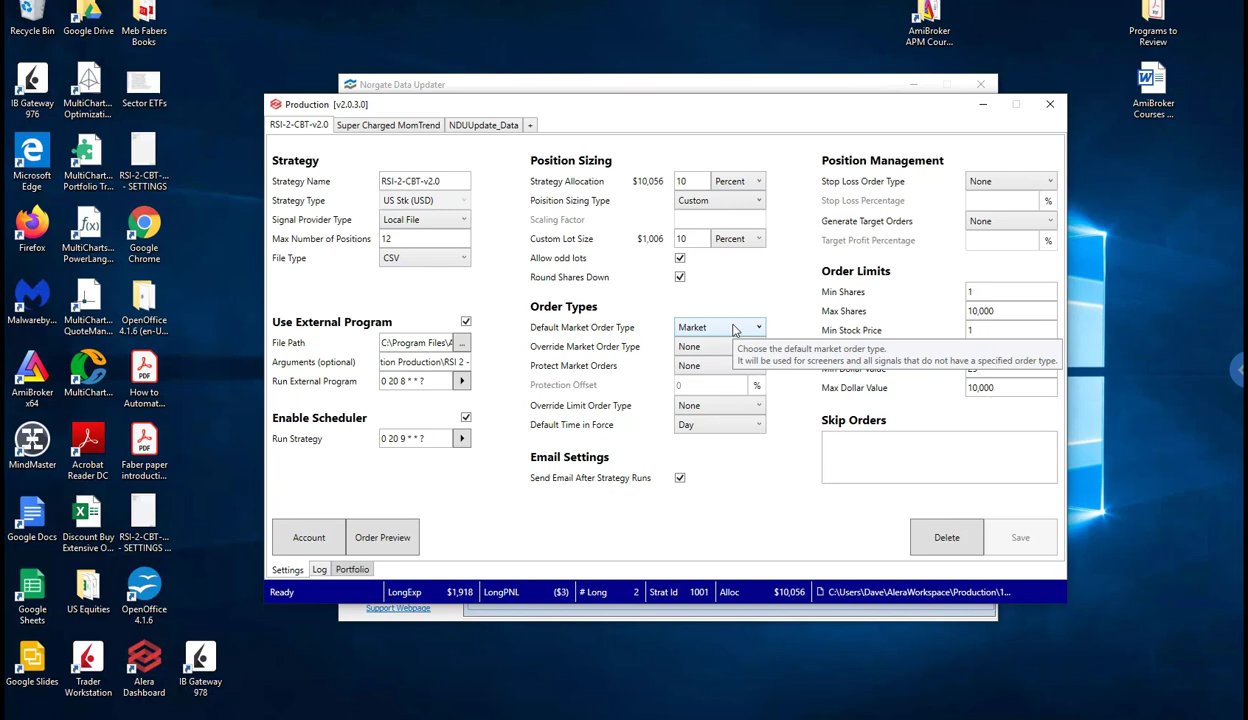 Recycle Bin
Google Drive
Meb Fabers
Books
AmiBroker
APM Cour...
Programs to
Review
IB Gateway
976
MultiChart...
Optimizati...
Sector ETFs
AmiBroker
Courses ...
Microsoft
Edge
MultiCharts
Portfolio Tr...
RSI-2-CBT-...
- SETTINGS
Firefox
MultiCharts...
PowerLang...
Google
Chrome
Malwareby...
MultiChart...
QuoteMan...
OpenOffice
4.1.6 (en-U...
AmiBroker
x64
MultiChart...
How to
Automat...
MindMaster
Acrobat
Reader DC
Faber paper
introducti...
Google Docs
Discount Buy
Extensive O...
RSI-2-CBT-...
- SETTINGS ...
Google
Sheets
US Equities
OpenOffice
4.1.6
Google Slides
Trader
Workstation
Alera
Dashboard
IB Gateway
978
Norgate Data Updater
Production [v2.0.3.0]
RSI-2-CBT-v2.0
Super Charged MomTrend
NDUUpdate_Data
+
Strategy
Strategy Name
RSI-2-CBT-v2.0
Strategy Type
US Stk (USD)
Signal Provider Type
Local File
Max Number of Positions
12
File Type
CSV
Use External Program
File Path
C:\Program Files\A
...
Arguments (optional)
tion Production\RSI 2 -
Run External Program
0 20 8 * * ?
Enable Scheduler
Run Strategy
0 20 9 * * ?
Position Sizing
Strategy Allocation $10,056 10 Percent
Poisition Sizing Type Custom
Scaling Factor
Custom Lot Size $1,006 10 Percent
Allow odd lots
Round Shares Down
Order Types
Default Market Order Type Market
Override Market Order Type None
Protect Market Orders None
Protection Offset 0 %
Override Limit Order Type None
Default Time in Force Day
Email Settings
Send Email After Strategy Runs
Position Management
Stop Loss Order Type None
Stop Loss Percentage %
Generate Target Orders None
Target Profit Percentage %
Order Limits
Min Shares 1
Max Shares 10,000
Min Stock Price 1
Choose the default market order type.
It will be used for screeners and all signals that do not have a specified order type.
Max Dollar Value 10,000
Skip Orders
Account
Order Preview
Delete
Save
Settings
Log
Portfolio
Ready LongExp $1,918 LongPNL ($3) # Long 2 Strat Id 1001 Alloc $10,056 C:\Users\Dave\AleraWorkspace\Production\1...
Support Webpage